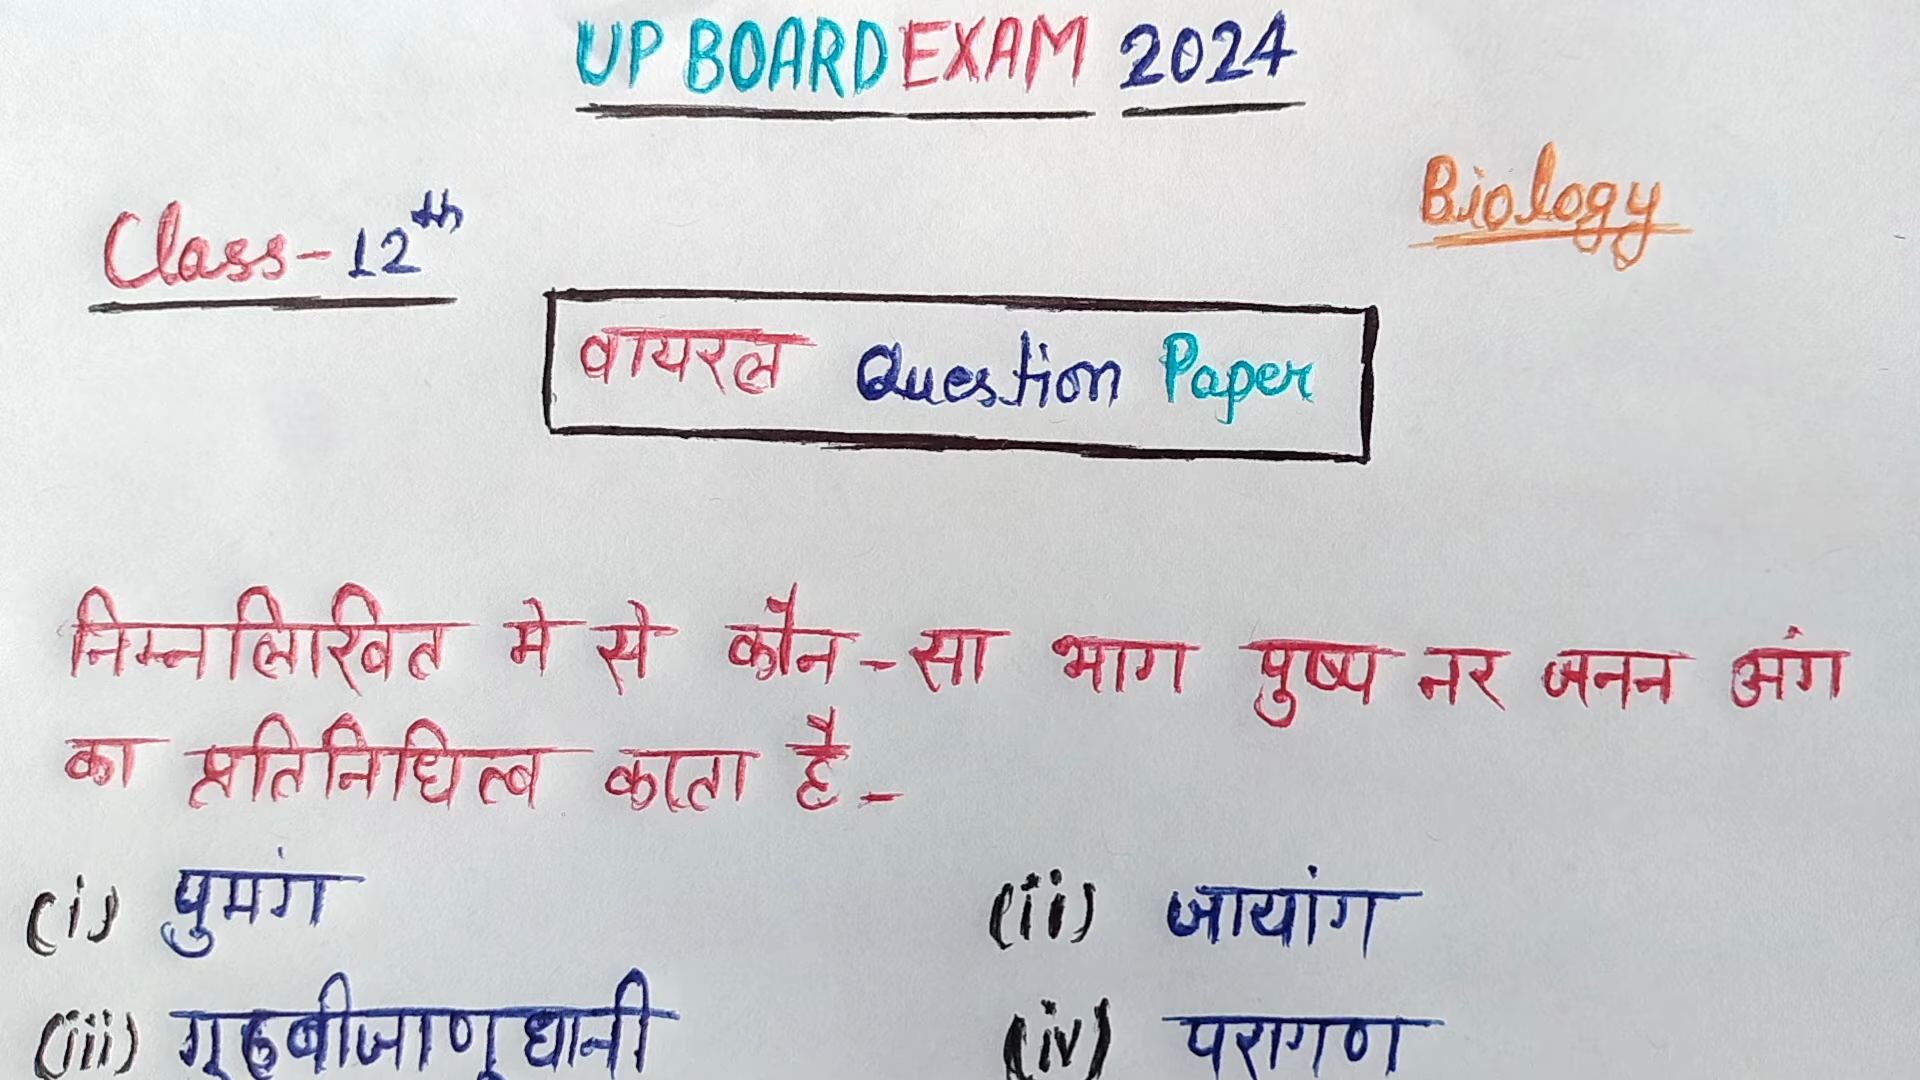 UP BOARD EXAM 2024
Biology
Class-12th
वायरल Question Paper
निम्नलिखित मे से कौन-सा भाग पुष्प नर जनन अंग
का प्रतिनिधित्व करता है-
(i) पुमंग (ii) जायांग
(iii) गुरुबीजाणुधानी (iv) परागण